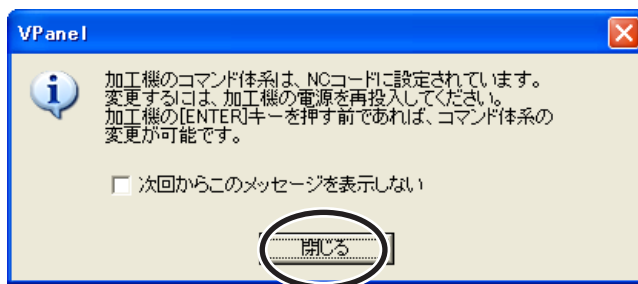 VPanel
加工機のコマンド体系は、NCコードに設定されています。
変更するには、加工機の電源を再投入してください。
加工機の[ENTER]キーを押す前であれば、コマンド体系の
変更が可能です。
次回からこのメッセージを表示しない
閉じる